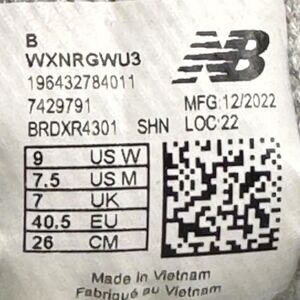 B
WXNRGWU3
196432784011
7429791
BRDXR4301 SHN
NB
MFG:12/2022
LOC:22
9 US W
7.5 US M
7 UK
40.5 EU
26 CM
Made in Vietnam
Fabriqué au Vietnam